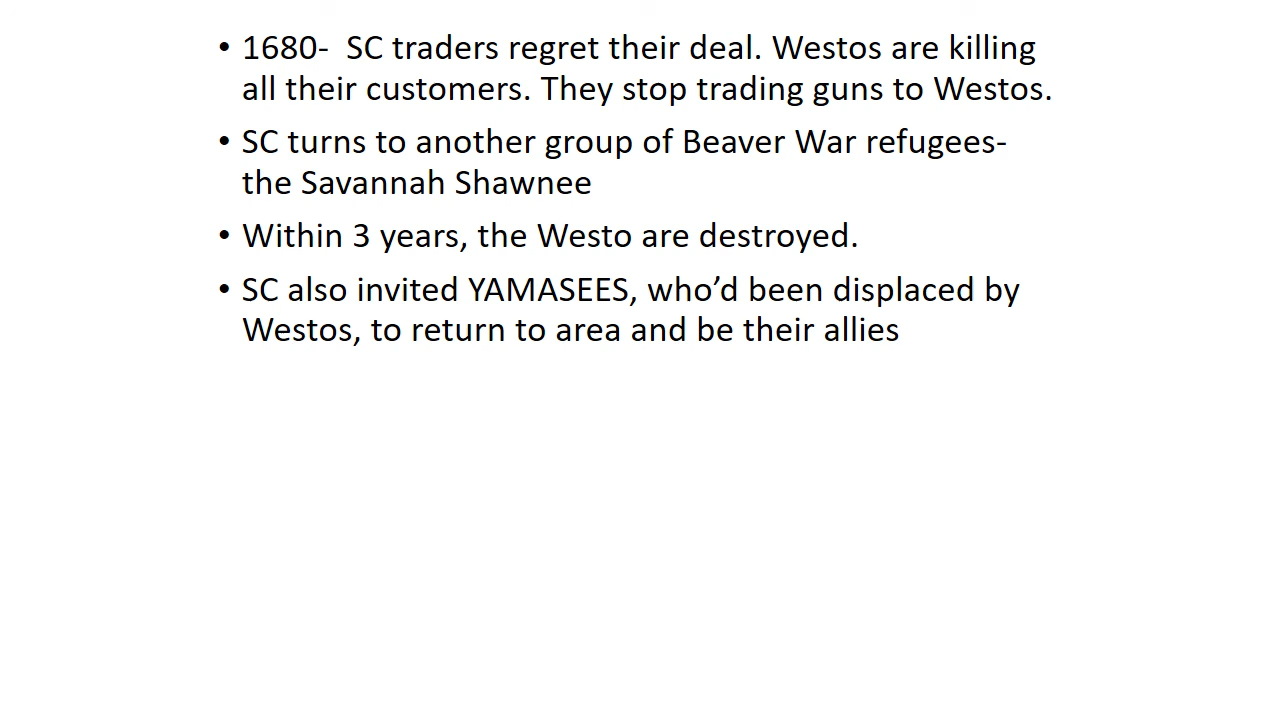 • 1680-  SC traders regret their deal. Westos are killing
all their customers. They stop trading guns to Westos.
• SC turns to another group of Beaver War refugees-
the Savannah Shawnee
• Within 3 years, the Westo are destroyed.
• SC also invited YAMASEES, who’d been displaced by
Westos, to return to area and be their allies